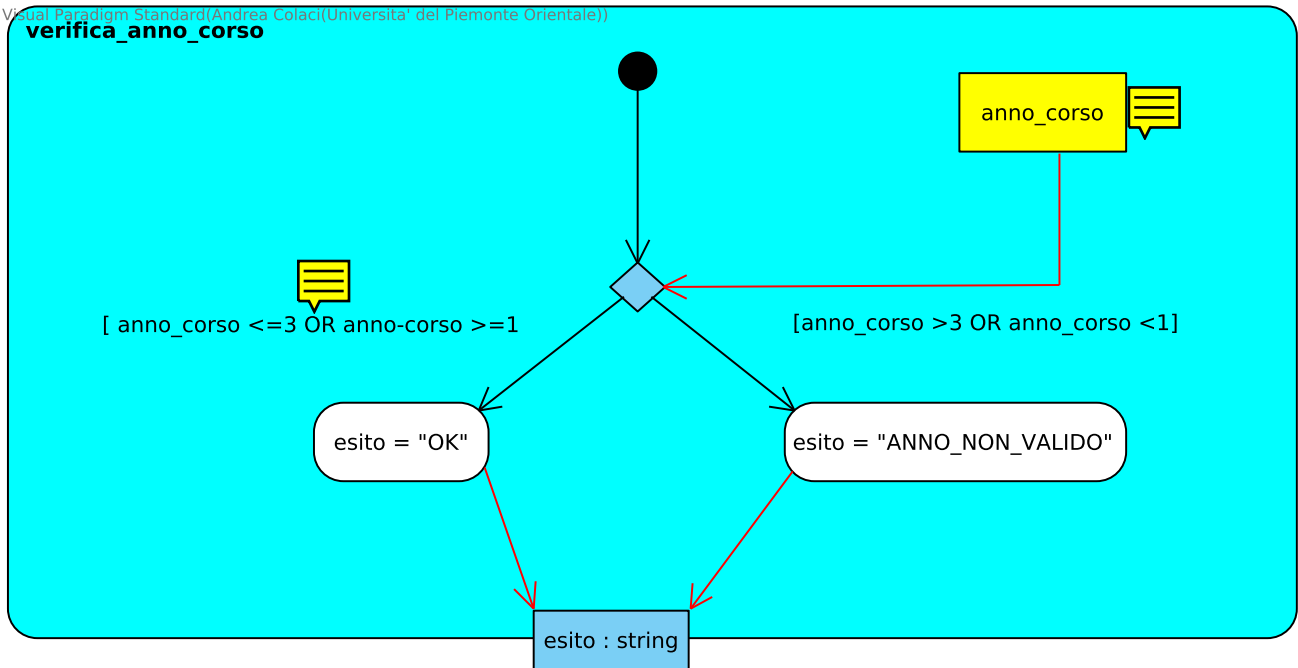 Visual Paradigm Standard(Andrea Colaci(Universita' del Piemonte Orientale))
verifica_anno_corso
anno_corso
[ anno_corso <=3 OR anno-corso >=1
[anno_corso >3 OR anno_corso <1]
esito = "OK"
esito = "ANNO_NON_VALIDO"
esito : string